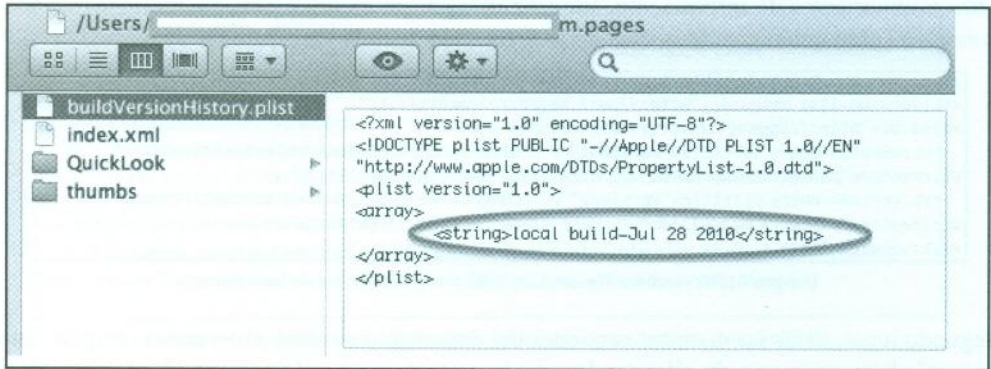 /Users/ m.pages
buildVersionHistory.plist
index.xml
QuickLook
thumbs
<?xml version="1.0" encoding="UTF-8"?>
<!DOCTYPE plist PUBLIC "-//Apple//DTD PLIST 1.0//EN"
"http://www.apple.com/DTDs/PropertyList-1.0.dtd">
<plist version="1.0">
<array>
<string>local build-Jul 28 2010</string>
</array>
</plist>